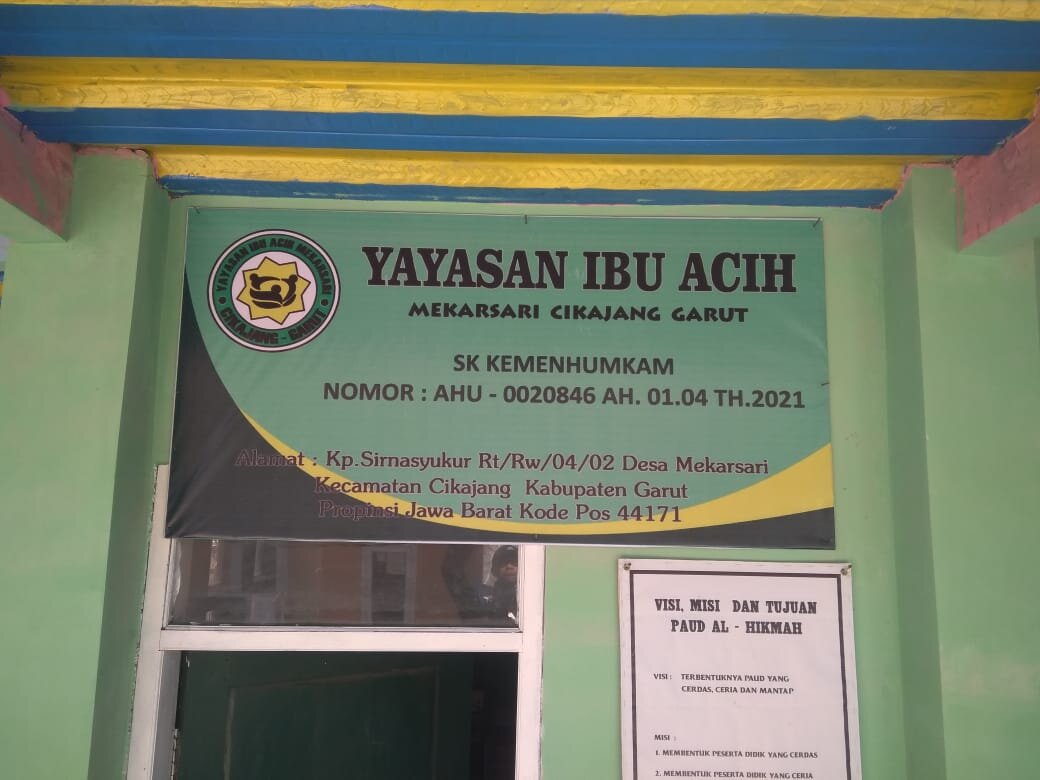 YAYASAN IBU ACIH MEKARSARI
CIKAJANG - GARUT
YAYASAN IBU ACIH
MEKARSARI CIKAJANG GARUT
SK KEMENHUMKAM
NOMOR : AHU - 0020846 AH. 01.04 TH.2021
Alamat : Kp.Sirnasyukur Rt/Rw/04/02 Desa Mekarsari
Kecamatan Cikajang Kabupaten Garut
Propinsi Jawa Barat Kode Pos 44171
VISI, MISI DAN TUJUAN
PAUD AL - HIKMAH
VISI : TERBENTUKNYA PAUD YANG
CERDAS, CERIA DAN MANTAP
MISI :
1. MEMBENTUK PESERTA DIDIK YANG CERDAS
2. MEMBENTUK PESERTA DIDIK YANG CERIA